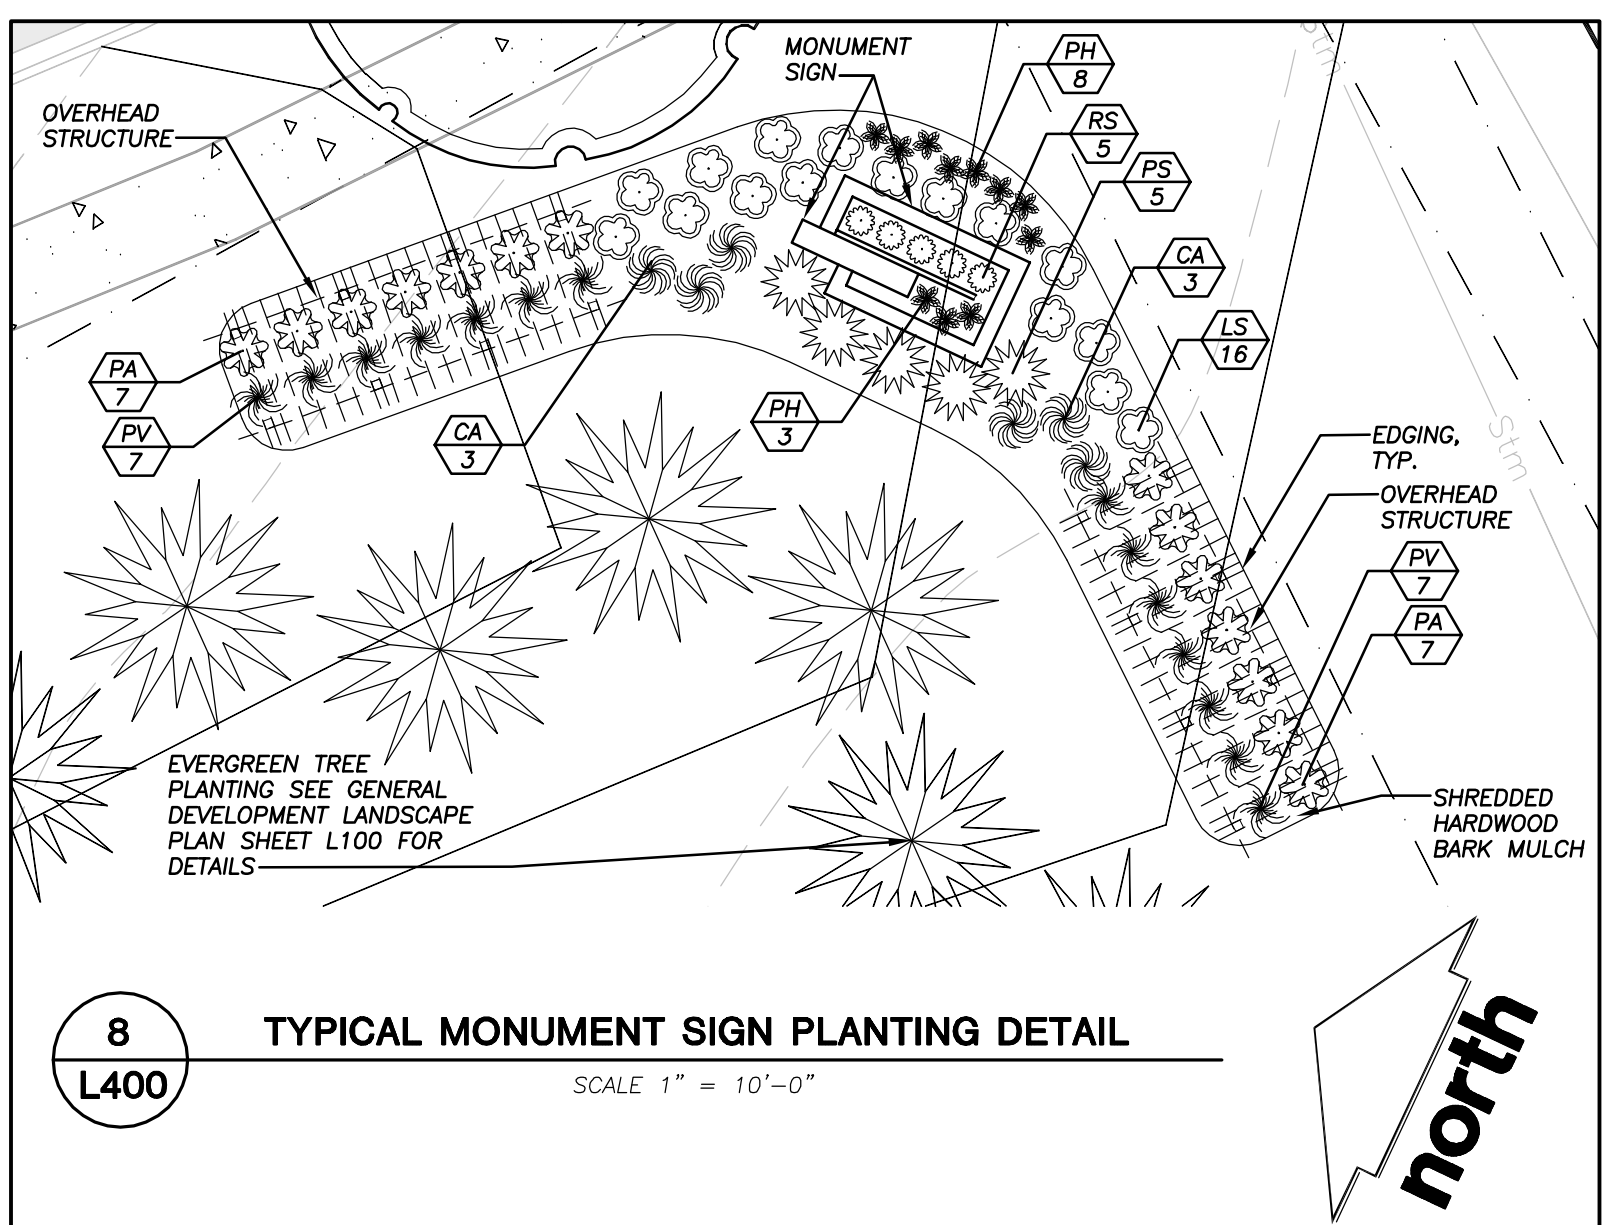 MONUMENT
SIGN
PH
8
OVERHEAD
STRUCTURE
RS
5
PS
5
CA
3
LS
16
PA
7
PV
7
CA
3
PH
3
EDGING,
TYP.
OVERHEAD
STRUCTURE
PV
7
PA
7
Stm
Stm
EVERGREEN TREE
PLANTING SEE GENERAL
DEVELOPMENT LANDSCAPE
PLAN SHEET L100 FOR
DETAILS
SHREDDED
HARDWOOD
BARK MULCH
8
L400
TYPICAL MONUMENT SIGN PLANTING DETAIL
SCALE 1" = 10'-0"
north